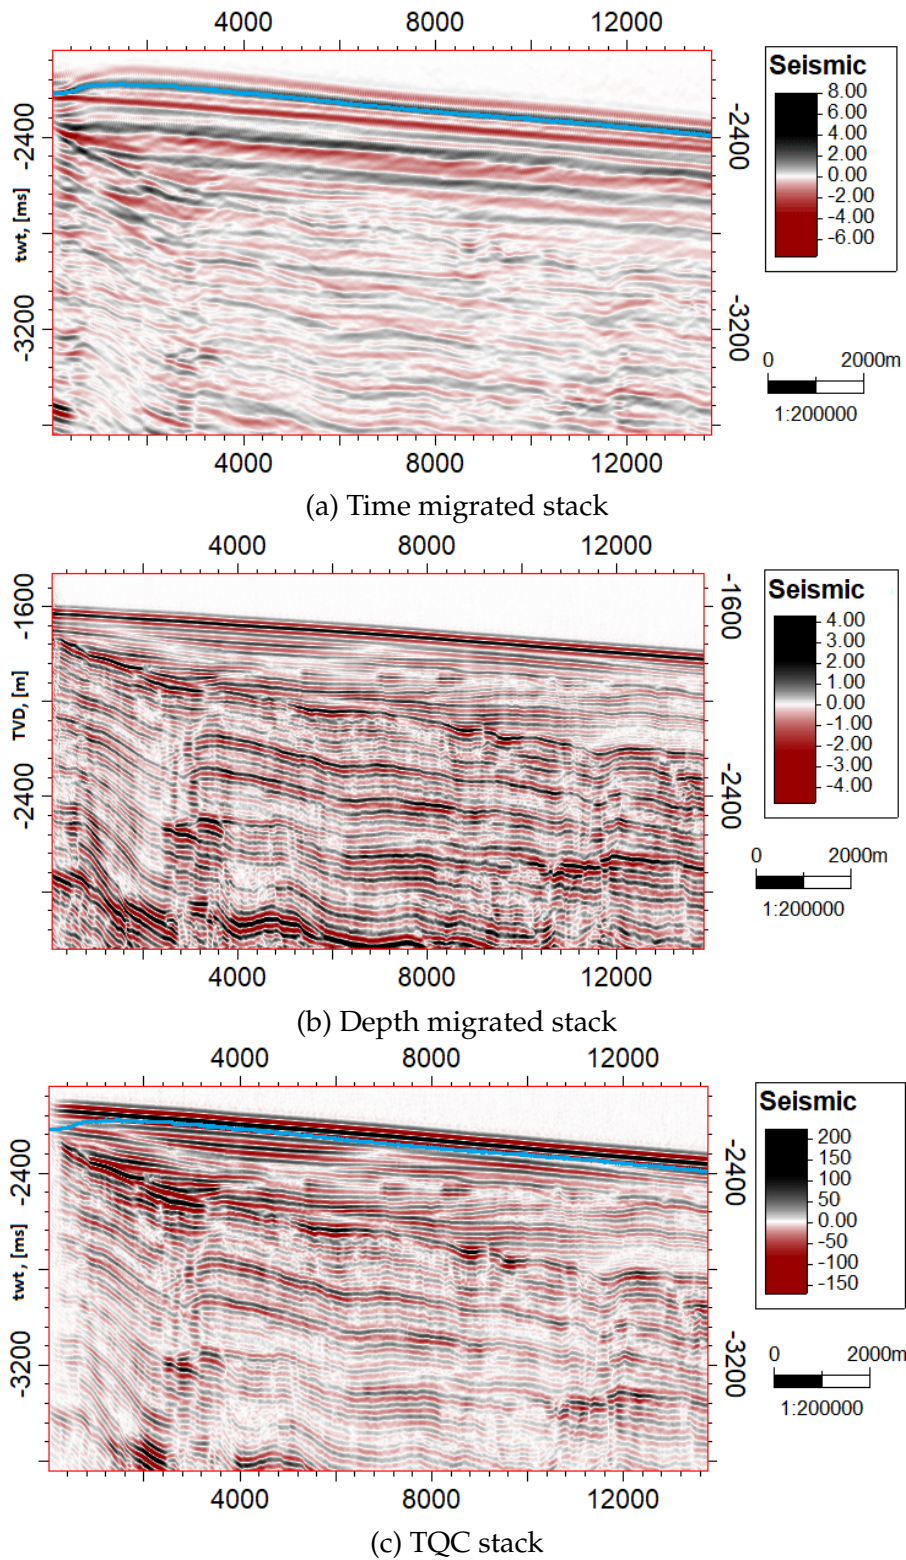 4000 8000 12000
Seismic
8.00
6.00
4.00
2.00
0.00
-2.00
-4.00
-6.00
twt, [ms]
-2400
-3200
-2400
-3200
0 2000m
1:200000
4000 8000 12000
(a) Time migrated stack
4000 8000 12000
Seismic
4.00
3.00
2.00
1.00
0.00
-1.00
-2.00
-3.00
-4.00
TVD, [m]
-1600
-2400
-1600
-2400
0 2000m
1:200000
4000 8000 12000
(b) Depth migrated stack
4000 8000 12000
Seismic
200
150
100
50
0.00
-50
-100
-150
twt, [ms]
-2400
-3200
-2400
-3200
0 2000m
1:200000
4000 8000 12000
(c) TQC stack